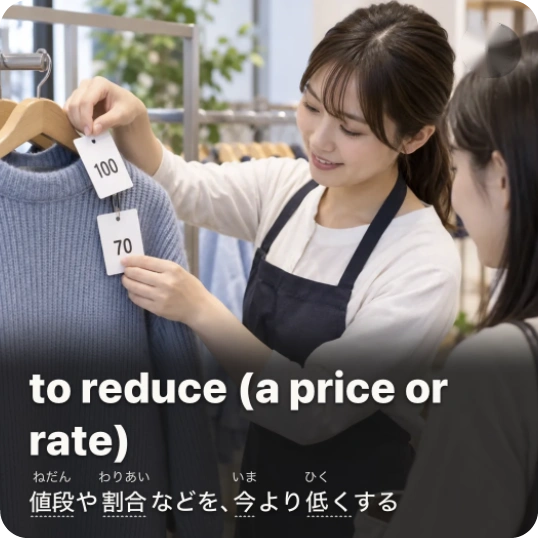 100
70
to reduce (a price or
rate)
ねだん わりあい いま ひく
値段や割合などを、今より低くする